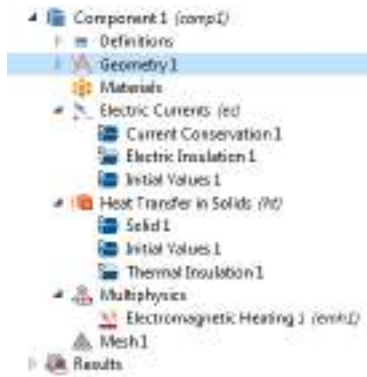 Component 1 (comp1)
Definitions
Geometry 1
Materials
Electric Currents (ec)
Current Conservation 1
Electric Insulation 1
Initial Values 1
Heat Transfer in Solids (ht)
Solid 1
Initial Values 1
Thermal Insulation 1
Multiphysics
Electromagnetic Heating 1 (emh1)
Mesh 1
Results